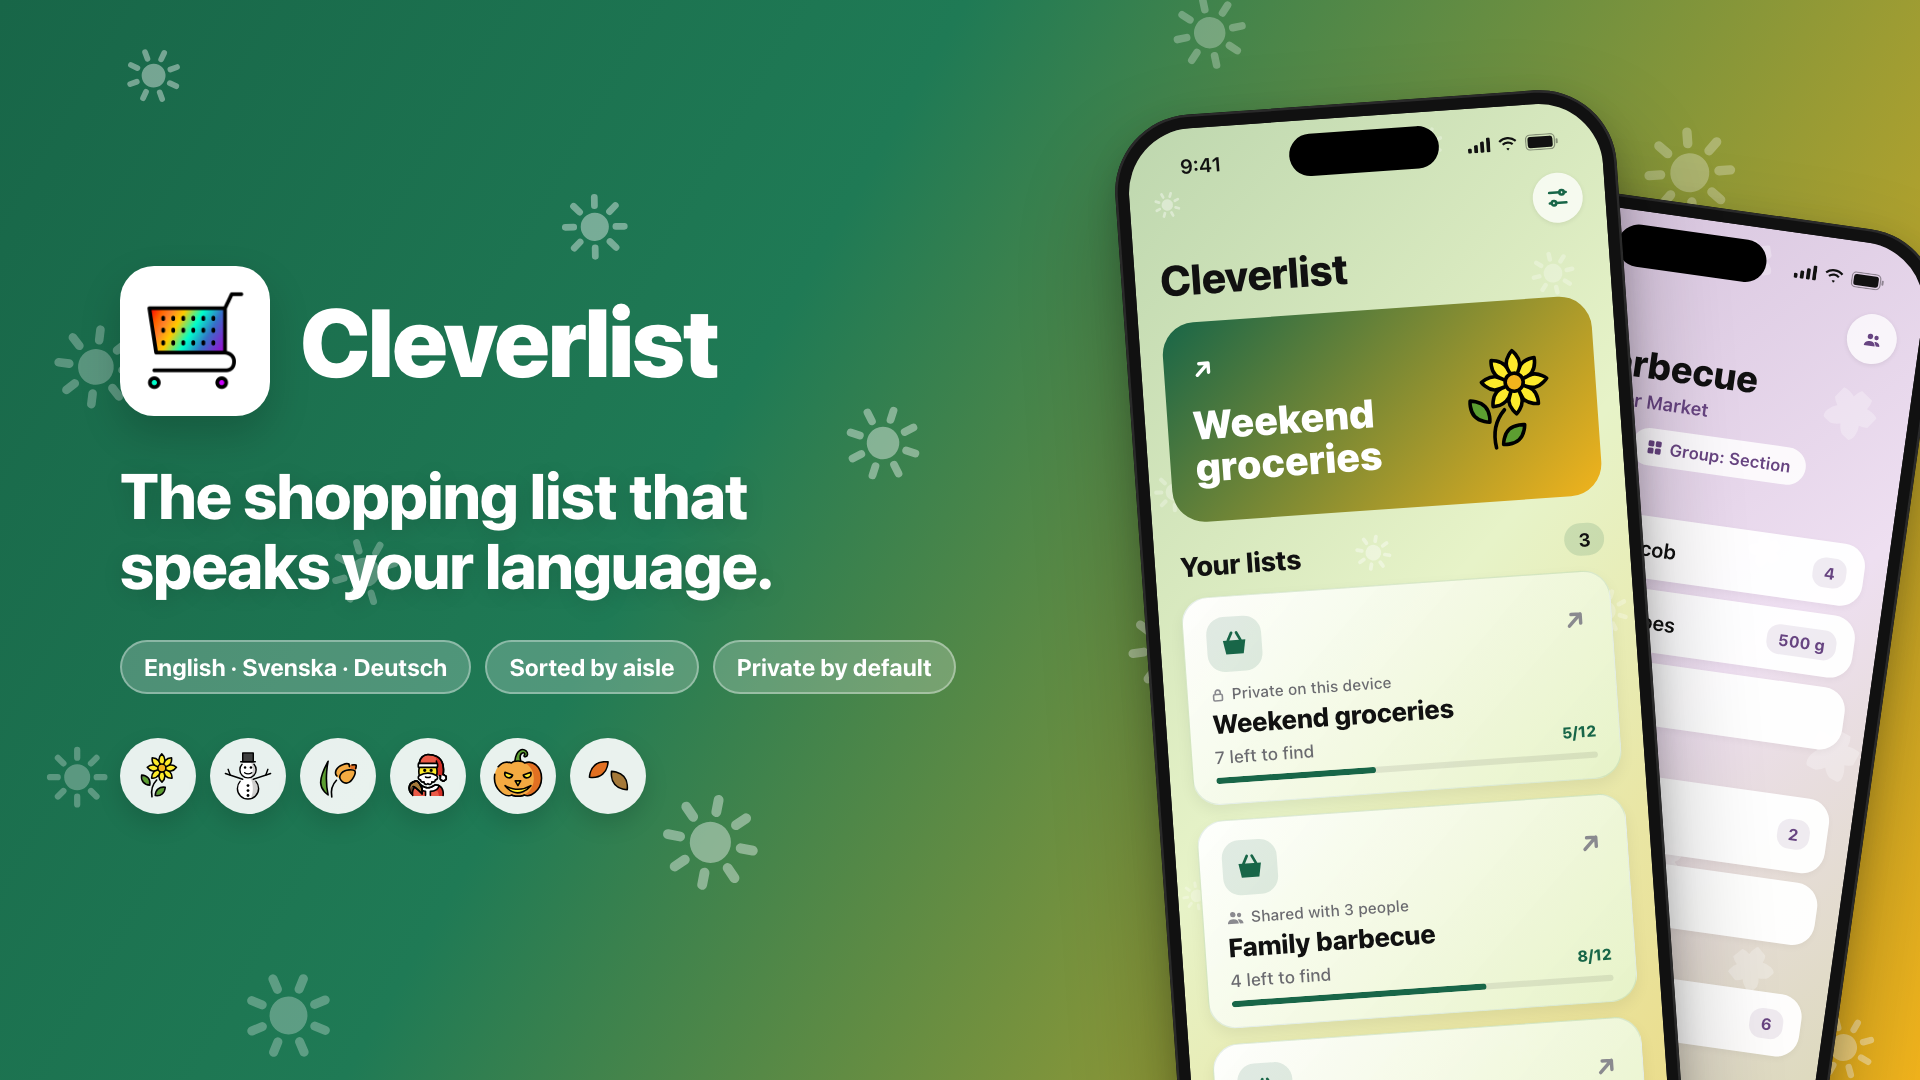 Cleverlist
The shopping list that
speaks your language.
English · Svenska · Deutsch
Sorted by aisle
Private by default
9:41
Cleverlist
Weekend
groceries
Your lists
3
Private on this device
Weekend groceries
7 left to find
5/12
Shared with 3 people
Family barbecue
4 left to find
8/12
rbecue
r Market
Group: Section
cob
4
oes
500 g
2
6